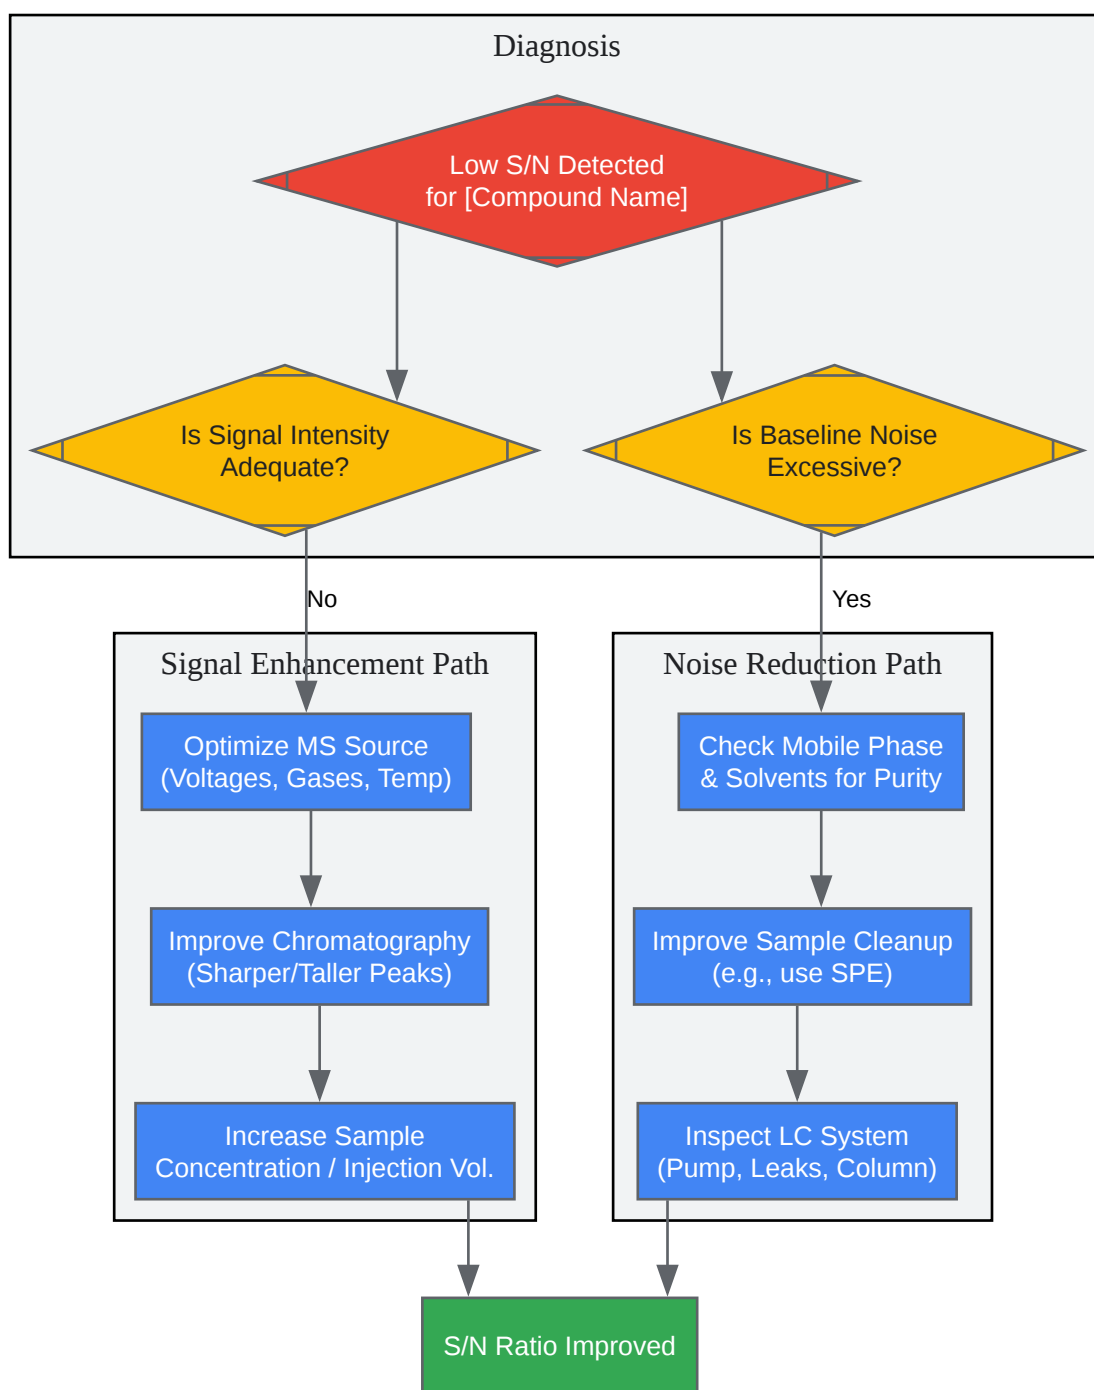 Diagnosis
Low S/N Detected
for [Compound Name]
Is Signal Intensity
Adequate?
Is Baseline Noise
Excessive?
No
Yes
Signal Enhancement Path
Optimize MS Source
(Voltages, Gases, Temp)
Improve Chromatography
(Sharper/Taller Peaks)
Increase Sample
Concentration / Injection Vol.
Noise Reduction Path
Check Mobile Phase
& Solvents for Purity
Improve Sample Cleanup
(e.g., use SPE)
Inspect LC System
(Pump, Leaks, Column)
S/N Ratio Improved